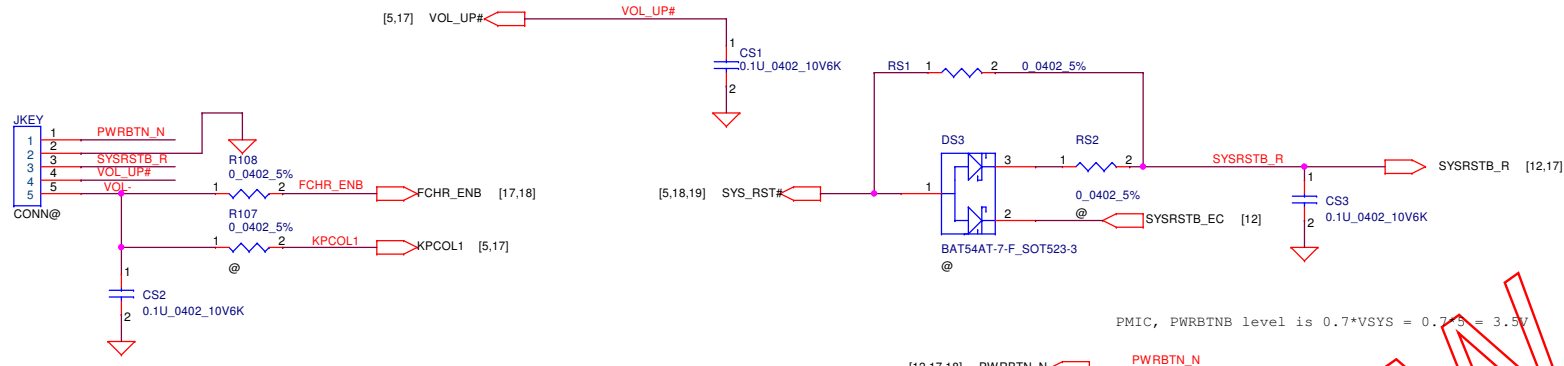 [5,17] VOL_UP# VOL_UP#
1
CS1
0.1U_0402_10V6K
2
RS1 1 2 0_0402_5%
JKEY
1 1 PWRBTN_N
2 2
3 3 SYSRSTB_R
4 4 VOL_UP#
5 5 VOL-
CONN@
R108
0_0402_5%
1 2 FCHR_ENB FCHR_ENB [17,18]
R107
0_0402_5%
1 2 KPCOL1 KPCOL1 [5,17]
@
1
CS2
0.1U_0402_10V6K
2
DS3
RS2
3 1 2 SYSRSTB_R SYSRSTB_R [12,17]
0_0402_5%
@
[5,18,19] SYS_RST# 1
2 SYSRSTB_EC [12]
BAT54AT-7-F_SOT523-3
@
1
CS3
0.1U_0402_10V6K
2
PMIC, PWRBTNB level is 0.7*VSYS = 0.7*5 = 3.5V
[12,17,18] PWRBTN_N PWRBTN_N